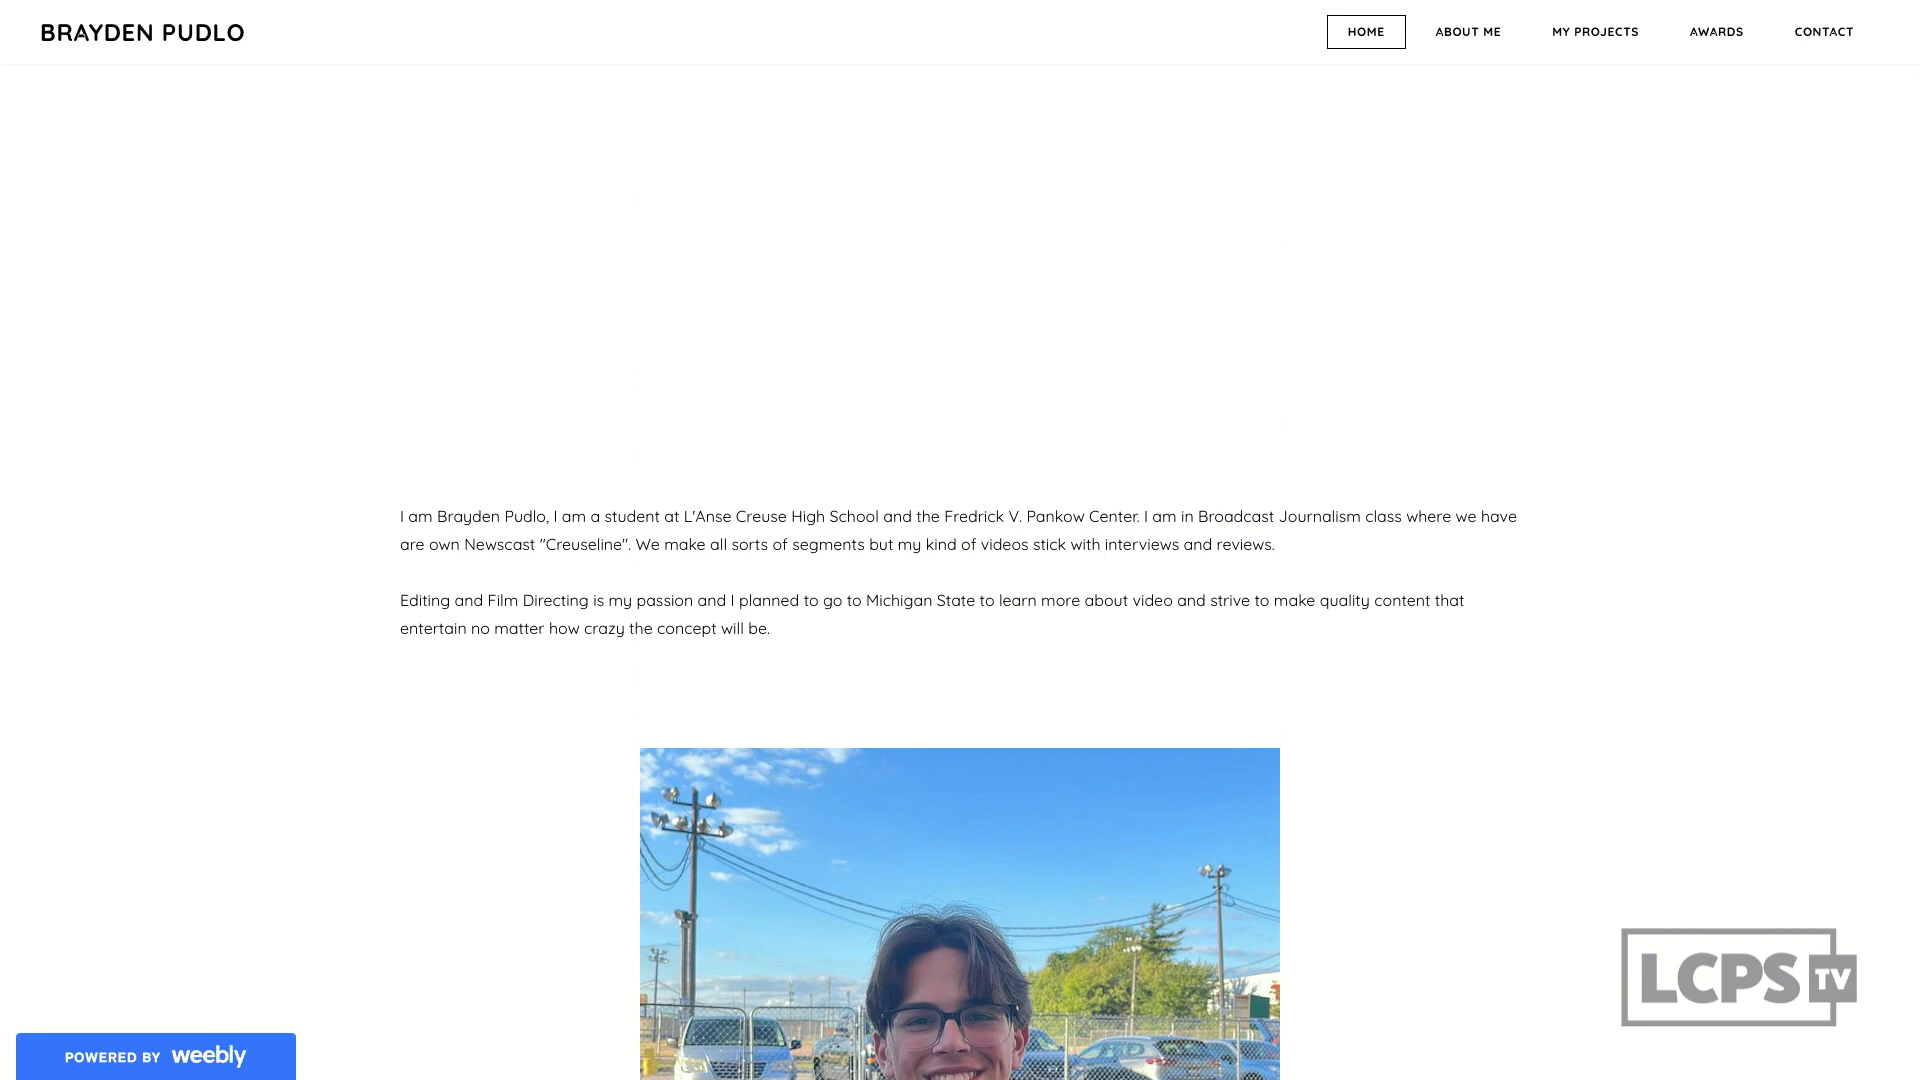 BRAYDEN PUDLO
HOME ABOUT ME MY PROJECTS AWARDS CONTACT
I am Brayden Pudlo, I am a student at L'Anse Creuse High School and the Fredrick V. Pankow Center. I am in Broadcast Journalism class where we have
are own Newscast "Creuseline". We make all sorts of segments but my kind of videos stick with interviews and reviews.
Editing and Film Directing is my passion and I planned to go to Michigan State to learn more about video and strive to make quality content that
entertain no matter how crazy the concept will be.
LCPS TV
POWERED BY weebly